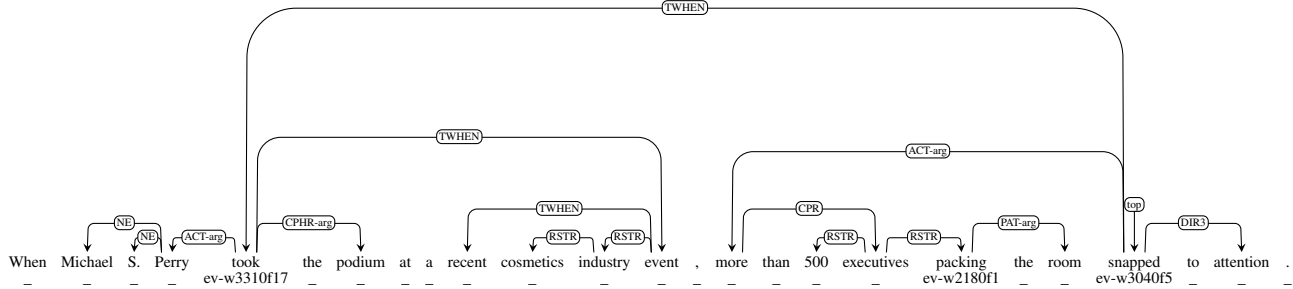 TWHEN
TWHEN
ACT-arg
NE CPHR-arg TWHEN CPR PAT-arg top DIR3
NE ACT-arg RSTR RSTR RSTR RSTR
When Michael S. Perry took the podium at a recent cosmetics industry event , more than 500 executives packing the room snapped to attention .
_ _ _ _ ev-w3310f17 _ _ _ _ _ _ _ _ _ _ _ _ _ ev-w2180f1 _ _ ev-w3040f5 _ _ _